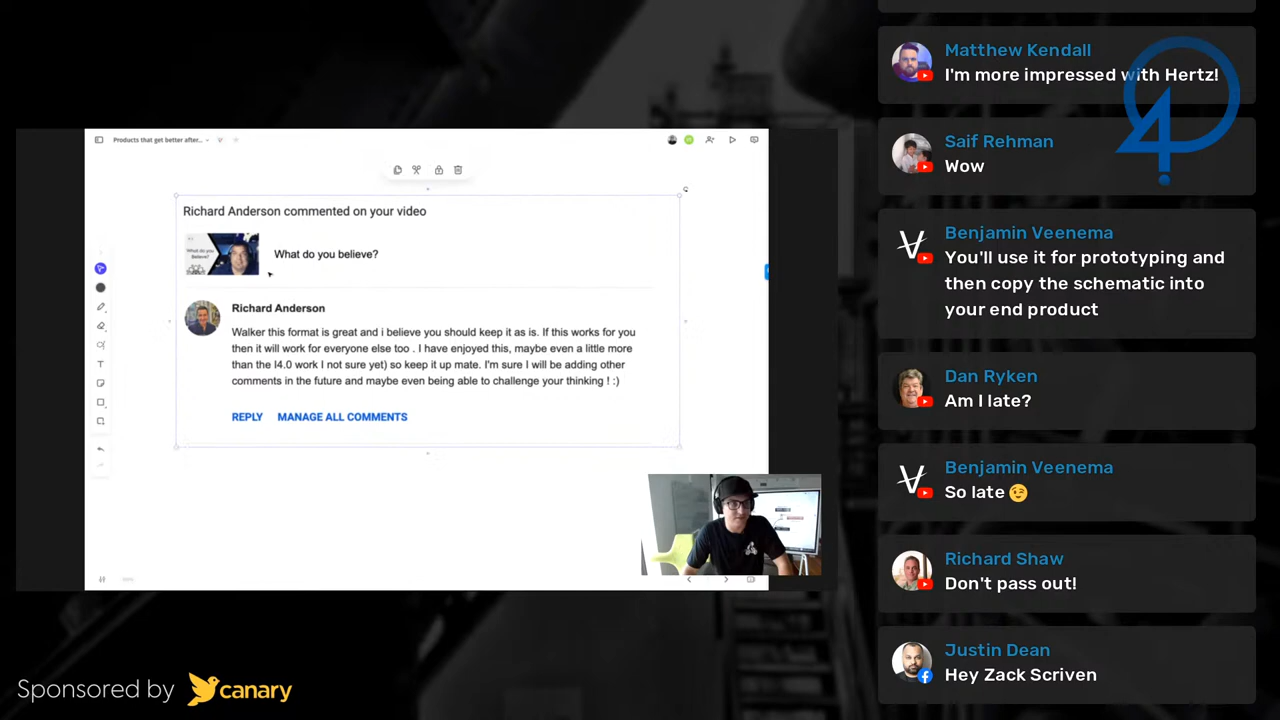 Products that get better after...
Richard Anderson commented on your video
What do you believe?
Richard Anderson
Walker this format is great and i believe you should keep it as is. If this works for you
then it will work for everyone else too . I have enjoyed this, maybe even a little more
than the I4.0 work I not sure yet) so keep it up mate. I'm sure I will be adding other
comments in the future and maybe even being able to challenge your thinking ! :)
REPLY MANAGE ALL COMMENTS
Sponsored by canary
Matthew Kendall
I'm more impressed with Hertz!
Saif Rehman
Wow
Benjamin Veenema
You'll use it for prototyping and
then copy the schematic into
your end product
Dan Ryken
Am I late?
Benjamin Veenema
So late 😉
Richard Shaw
Don't pass out!
Justin Dean
Hey Zack Scriven
4